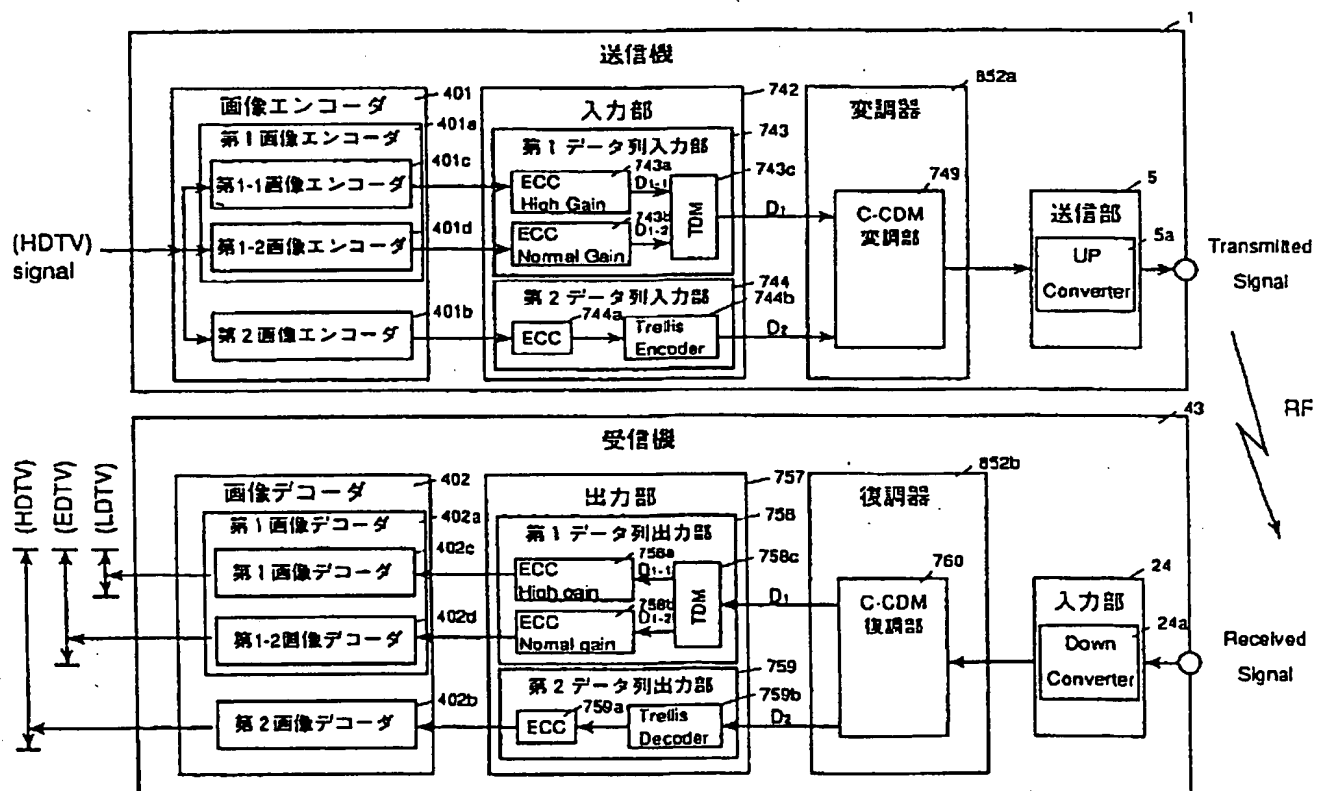 1
送信機
画像エンコーダ
401
第1画像エンコーダ
401a
第1-1画像エンコーダ
401c
第1-2画像エンコーダ
401d
第2画像エンコーダ
401b
(HDTV)
signal
入力部
742
第1データ列入力部
743
ECC
High Gain
743a
D1-1
ECC
Normal Gain
743b
D1-2
TDM
743c
第2データ列入力部
744
ECC
744a
Trellis
Encoder
744b
D1
D2
変調器
852a
C-CDM
変調部
749
送信部
5
UP
Converter
5a
Transmitted
Signal
RF
43
受信機
(HDTV)
(EDTV)
(LDTV)
画像デコーダ
402
第1画像デコーダ
402a
第1画像デコーダ
402c
第1-2画像デコーダ
402d
第2画像デコーダ
402b
出力部
757
第1データ列出力部
758
ECC
High gain
758a
D1-1
ECC
Normal gain
758b
D1-2
TDM
758c
第2データ列出力部
759
ECC
759a
Trellis
Decoder
759b
D1
D2
復調器
852b
C-CDM
復調部
760
入力部
24
Down
Converter
24a
Received
Signal